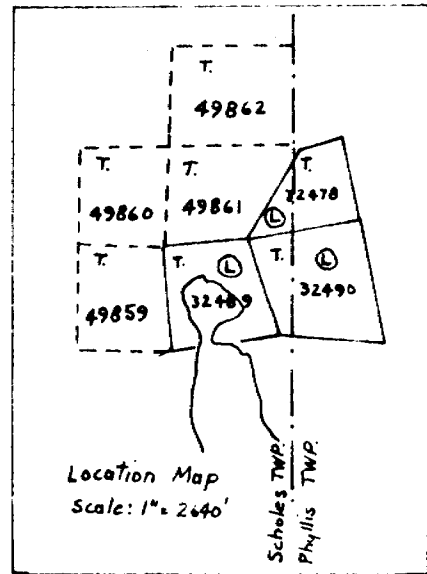 T.
49862
T.
49860
T.
49861
T.
32478
L
T.
49859
T.
L
32489
T.
L
32490
Location Map
Scale: 1"= 2640'
Scholes TWP.
Phyllis TWP.